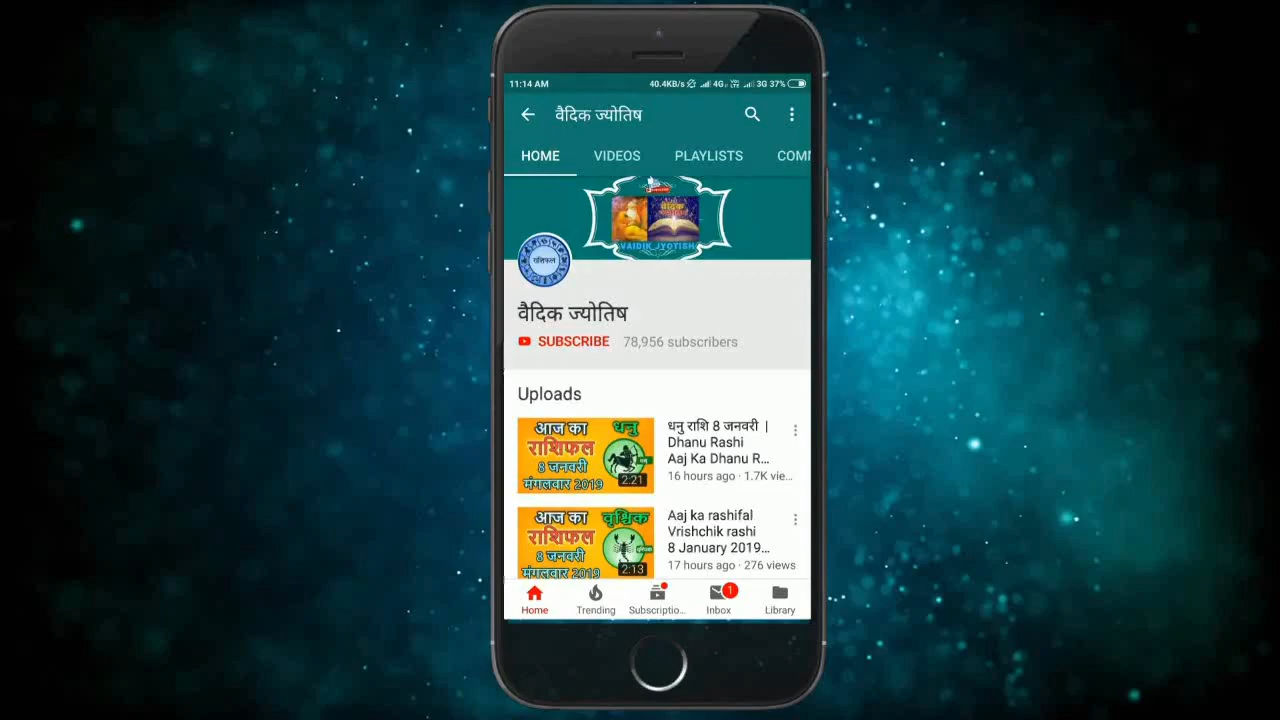 11:14 AM 40.4KB/s 4G 3G 37%
वैदिक ज्योतिष
HOME VIDEOS PLAYLISTS COM
वैदिक
VAIDIK JYOTISH
राशिफल
वैदिक ज्योतिष
SUBSCRIBE 78,956 subscribers
Uploads
आज का धनु
राशिफल
8 जनवरी
मंगलवार 2019
2:21
धनु राशि 8 जनवरी |
Dhanu Rashi
Aaj Ka Dhanu R...
16 hours ago · 1.7K vie...
आज का वृश्चिक
राशिफल
8 जनवरी
मंगलवार 2019
2:13
Aaj ka rashifal
Vrishchik rashi
8 January 2019...
17 hours ago · 276 views
1
Home Trending Subscriptio... Inbox Library